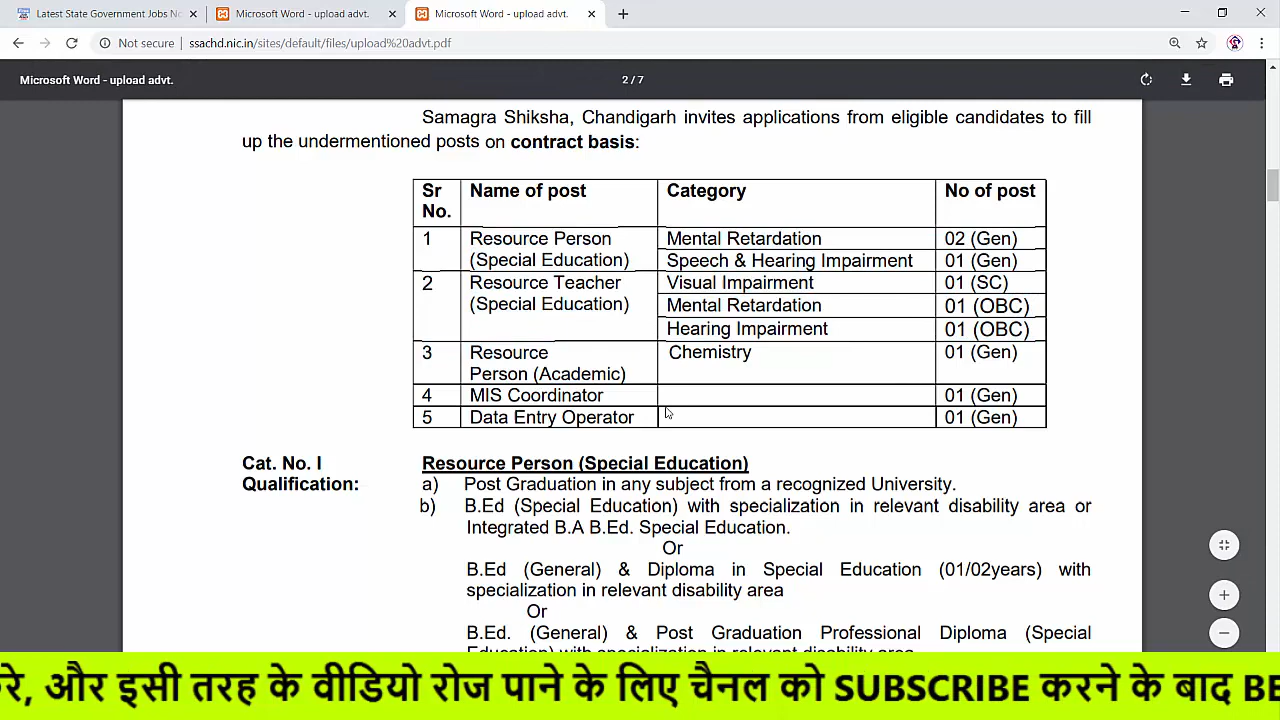 Latest State Government Jobs No
Microsoft Word - upload advt.
Microsoft Word - upload advt.
Not secure
ssachd.nic.in/sites/default/files/upload%20advt.pdf
Microsoft Word - upload advt.
2 / 7
Samagra Shiksha, Chandigarh invites applications from eligible candidates to fill
up the undermentioned posts on contract basis:
Sr No. Name of post Category No of post
1 Resource Person (Special Education) Mental Retardation 02 (Gen)
Speech & Hearing Impairment 01 (Gen)
2 Resource Teacher (Special Education) Visual Impairment 01 (SC)
Mental Retardation 01 (OBC)
Hearing Impairment 01 (OBC)
3 Resource Person (Academic) Chemistry 01 (Gen)
4 MIS Coordinator 01 (Gen)
5 Data Entry Operator 01 (Gen)
Cat. No. I Resource Person (Special Education)
Qualification: a) Post Graduation in any subject from a recognized University.
b) B.Ed (Special Education) with specialization in relevant disability area or
Integrated B.A B.Ed. Special Education.
Or
B.Ed (General) & Diploma in Special Education (01/02years) with
specialization in relevant disability area
Or
B.Ed. (General) & Post Graduation Professional Diploma (Special
Education) with specialization in relevant disability area
रे, और इसी तरह के वीडियो रोज पाने के लिए चैनल को SUBSCRIBE करने के बाद BE